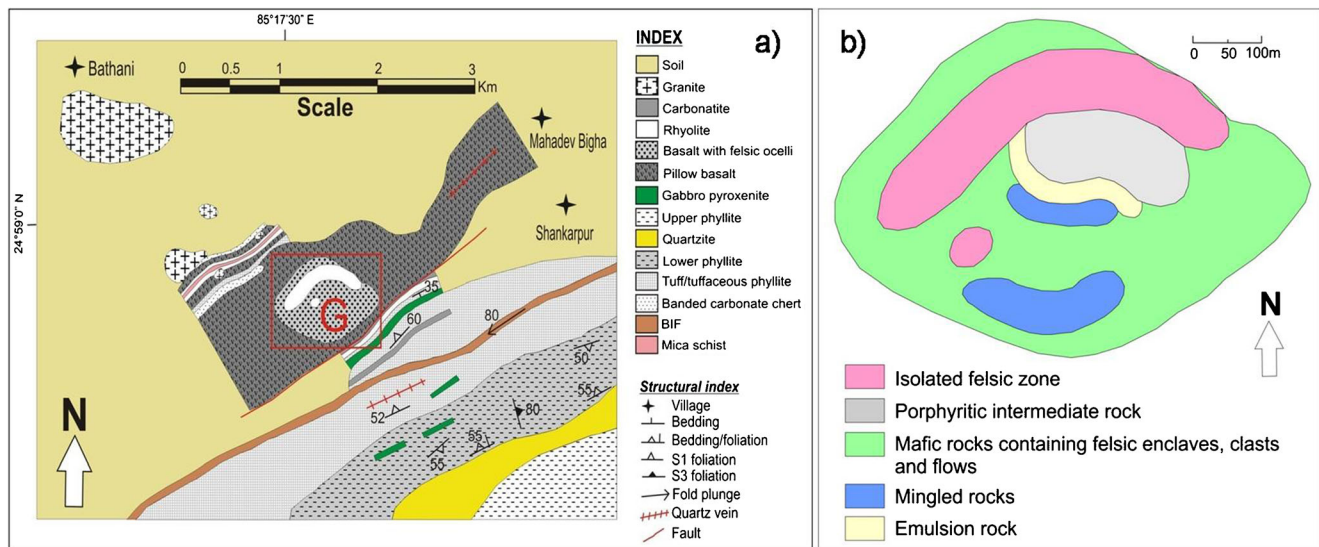 85°17'30" E
a)
INDEX
Bathani
0 0.5 1 2 3
Km
Scale
Mahadev Bigha
24°59'0" N
Shankarpur
G
35
60
80
50
55
80
52
55
55
N
Soil
Granite
Carbonatite
Rhyolite
Basalt with felsic ocelli
Pillow basalt
Gabbro pyroxenite
Upper phyllite
Quartzite
Lower phyllite
Tuff/tuffaceous phyllite
Banded carbonate chert
BIF
Mica schist
Structural index
Village
Bedding
Bedding/foliation
S1 foliation
S3 foliation
Fold plunge
Quartz vein
Fault
b)
0 50 100m
N
Isolated felsic zone
Porphyritic intermediate rock
Mafic rocks containing felsic enclaves, clasts
and flows
Mingled rocks
Emulsion rock